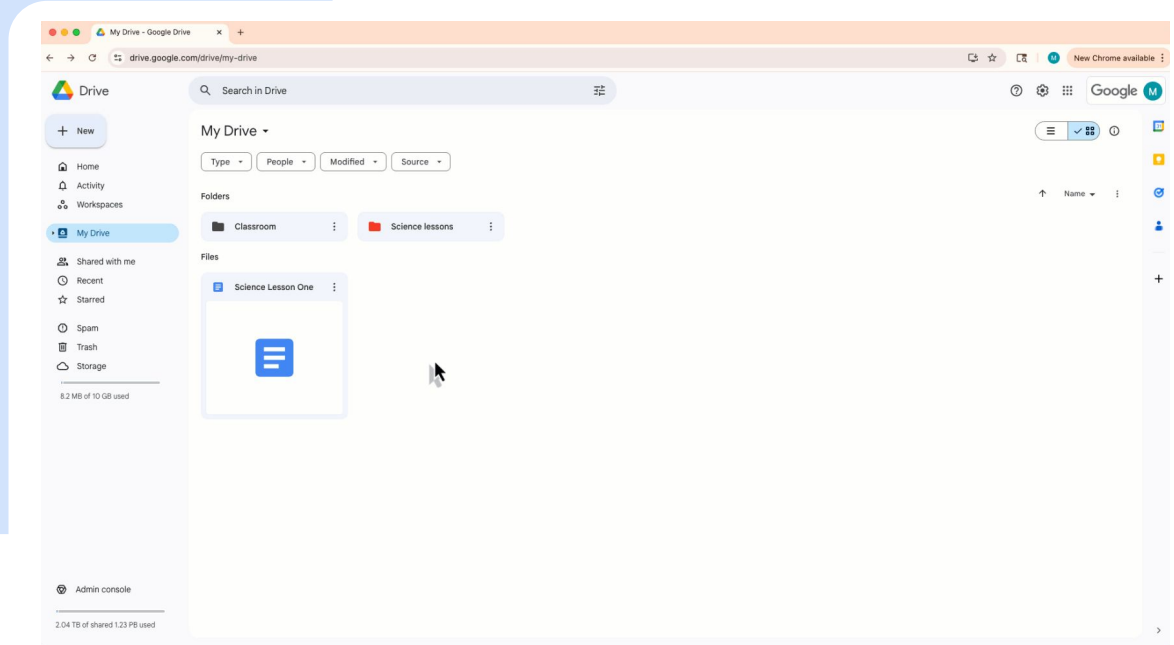 My Drive - Google Drive
drive.google.com/drive/my-drive
New Chrome available
Drive
Search in Drive
Google M
New
My Drive
Home
Type People Modified Source
Activity
Workspaces
Folders
Name
My Drive
Classroom
Science lessons
Shared with me
Files
Recent
Science Lesson One
Starred
Spam
Trash
Storage
8.2 MB of 10 GB used
Admin console
2.04 TB of shared 1.23 PB used